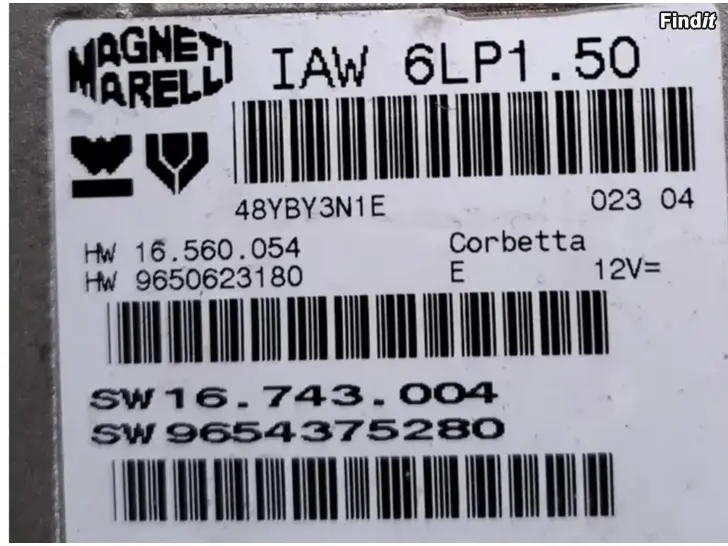 Findit
MAGNETI
MARELLI
IAW 6LP1.50
48YBY3N1E 023 04
HW 16.560.054 Corbetta
HW 9650623180 E 12V=
SW 16.743.004
SW 9654375280